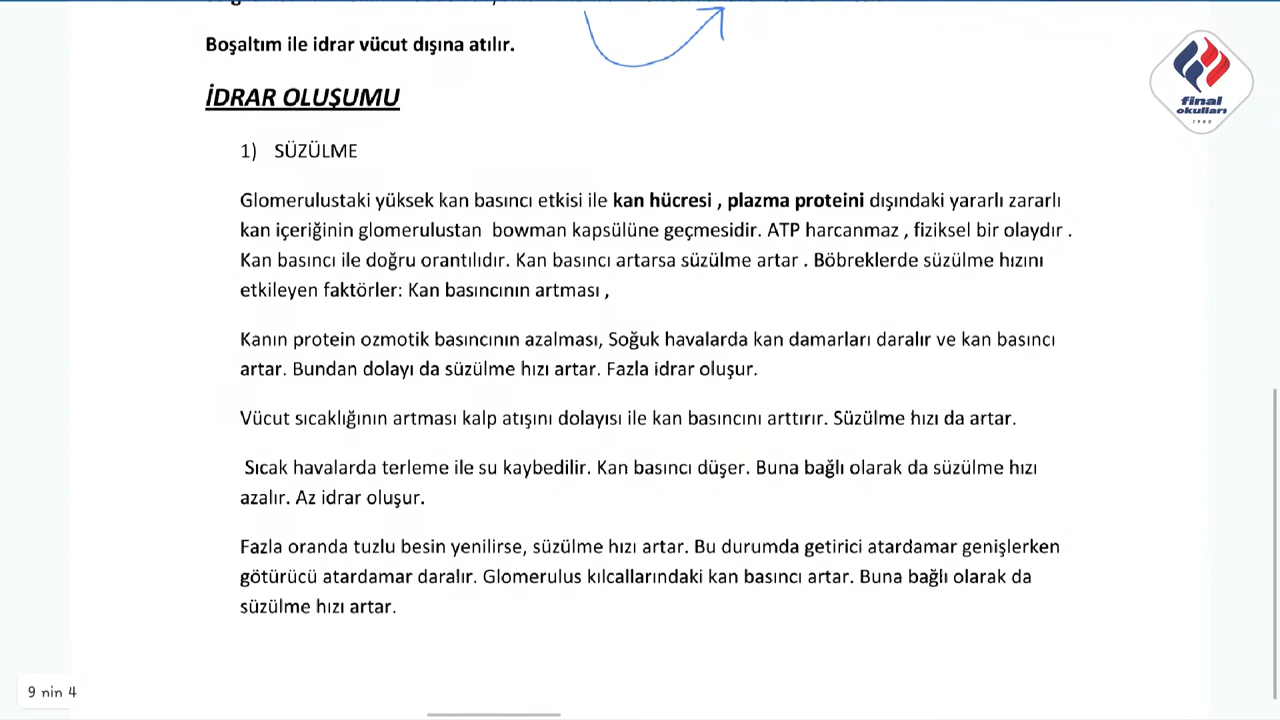 Boşaltım ile idrar vücut dışına atılır.
final
okulları
1980
İDRAR OLUŞUMU
1) SÜZÜLME
Glomerulustaki yüksek kan basıncı etkisi ile kan hücresi , plazma proteini dışındaki yararlı zararlı
kan içeriğinin glomerulustan bowman kapsülüne geçmesidir. ATP harcanmaz , fiziksel bir olaydır .
Kan basıncı ile doğru orantılıdır. Kan basıncı artarsa süzülme artar . Böbreklerde süzülme hızını
etkileyen faktörler: Kan basıncının artması ,
Kanın protein ozmotik basıncının azalması, Soğuk havalarda kan damarları daralır ve kan basıncı
artar. Bundan dolayı da süzülme hızı artar. Fazla idrar oluşur.
Vücut sıcaklığının artması kalp atışını dolayısı ile kan basıncını arttırır. Süzülme hızı da artar.
Sıcak havalarda terleme ile su kaybedilir. Kan basıncı düşer. Buna bağlı olarak da süzülme hızı
azalır. Az idrar oluşur.
Fazla oranda tuzlu besin yenilirse, süzülme hızı artar. Bu durumda getirici atardamar genişlerken
götürücü atardamar daralır. Glomerulus kılcallarındaki kan basıncı artar. Buna bağlı olarak da
süzülme hızı artar.
9 nin 4